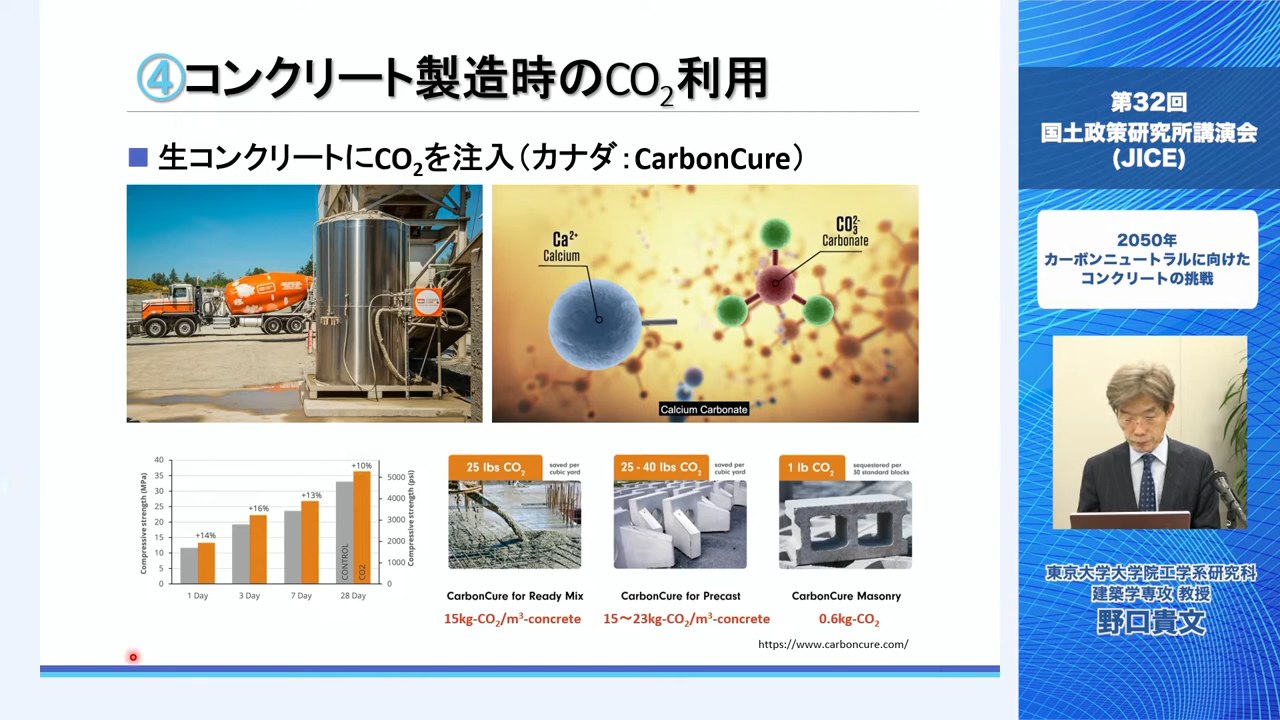 ④コンクリート製造時のCO₂利用
■ 生コンクリートにCO₂を注入(カナダ:CarbonCure)
Ca²⁺
Calcium
CO₃²⁻
Carbonate
Calcium Carbonate
Compressive strength (MPa)
40
35
30
25
20
15
10
5
0
+14%
+16%
+13%
+10%
CONTROL
CO2
5000
4000
3000
2000
1000
0
Compressive strength (psi)
1 Day
3 Day
7 Day
28 Day
25 lbs CO₂
saved per
cubic yard
CarbonCure for Ready Mix
15kg-CO₂/m³-concrete
25 - 40 lbs CO₂
saved per
cubic yard
CarbonCure for Precast
15～23kg-CO₂/m³-concrete
1 lb CO₂
sequestered per
30 standard blocks
CarbonCure Masonry
0.6kg-CO₂
https://www.carboncure.com/
第32回
国土政策研究所講演会
(JICE)
2050年
カーボンニュートラルに向けた
コンクリートの挑戦
東京大学大学院工学系研究科
建築学専攻 教授
野口貴文